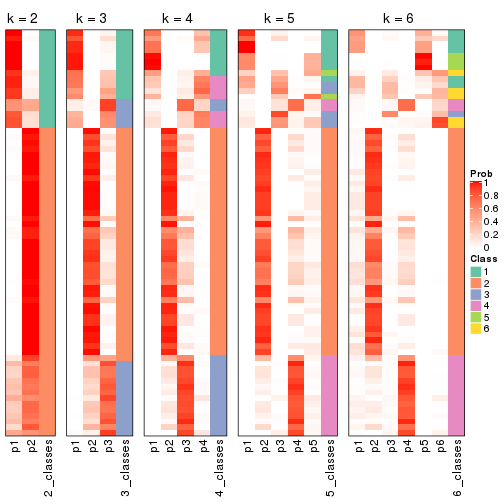 k = 2
k = 3
k = 4
k = 5
k = 6
Prob
1
0.8
0.6
0.4
0.2
0
Class
1
2
3
4
5
6
p1
p2
2_classes
p1
p2
p3
3_classes
p1
p2
p3
p4
4_classes
p1
p2
p3
p4
p5
5_classes
p1
p2
p3
p4
p5
p6
6_classes